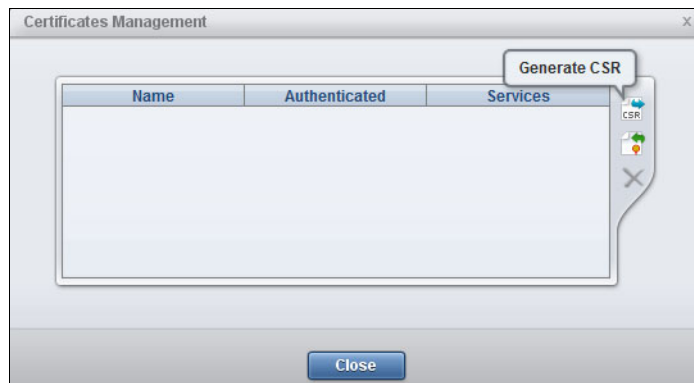 Certificates Management x
Generate CSR
Name Authenticated Services
CSR
Close